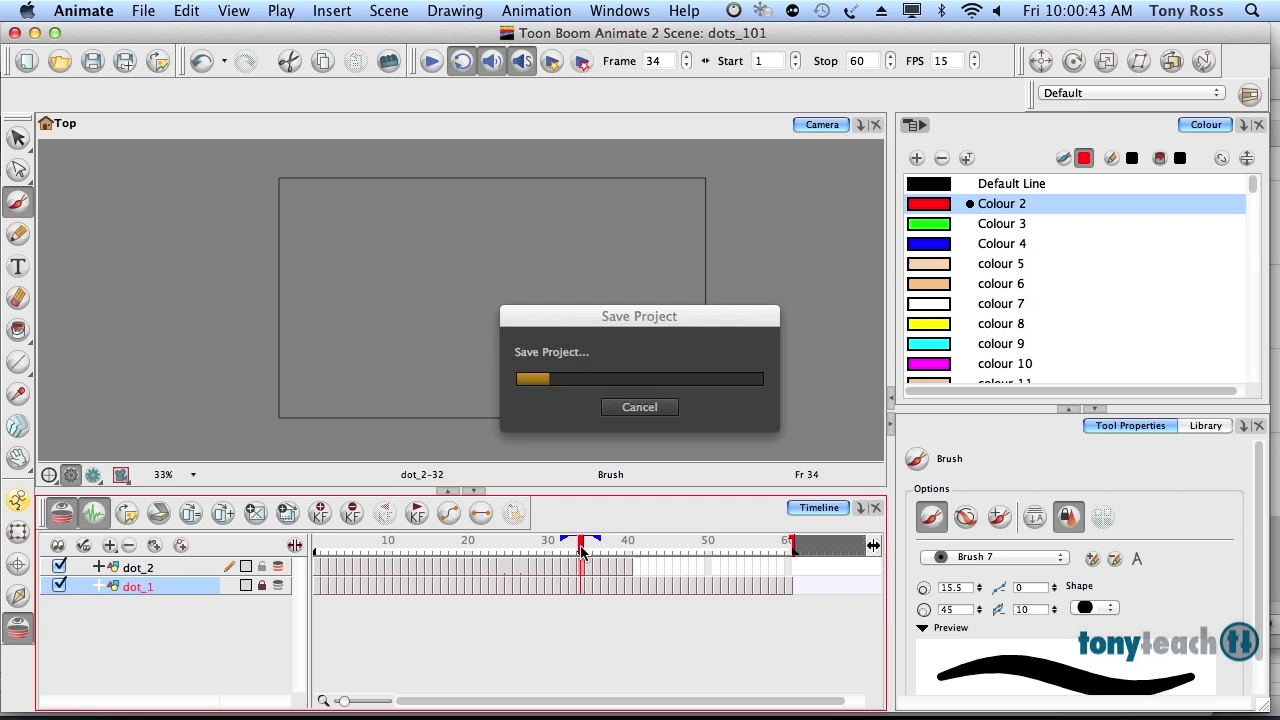 Animate File Edit View Play Insert Scene Drawing Animation Windows Help Fri 10:00:43 AM Tony Ross
Toon Boom Animate 2 Scene: dots_101
Frame 34 Start 1 Stop 60 FPS 15
Default
Top Camera Colour
Default Line
Colour 2
Colour 3
Colour 4
colour 5
colour 6
colour 7
colour 8
colour 9
colour 10
Save Project
Save Project...
Cancel
Tool Properties Library
Brush
Options
33% dot_2-32 Brush Fr 34
KF KF KF Timeline
10 20 30 40 50
dot_2
dot_1
Brush 7 A
15.5 0 Shape
45 10
Preview
tonyteach